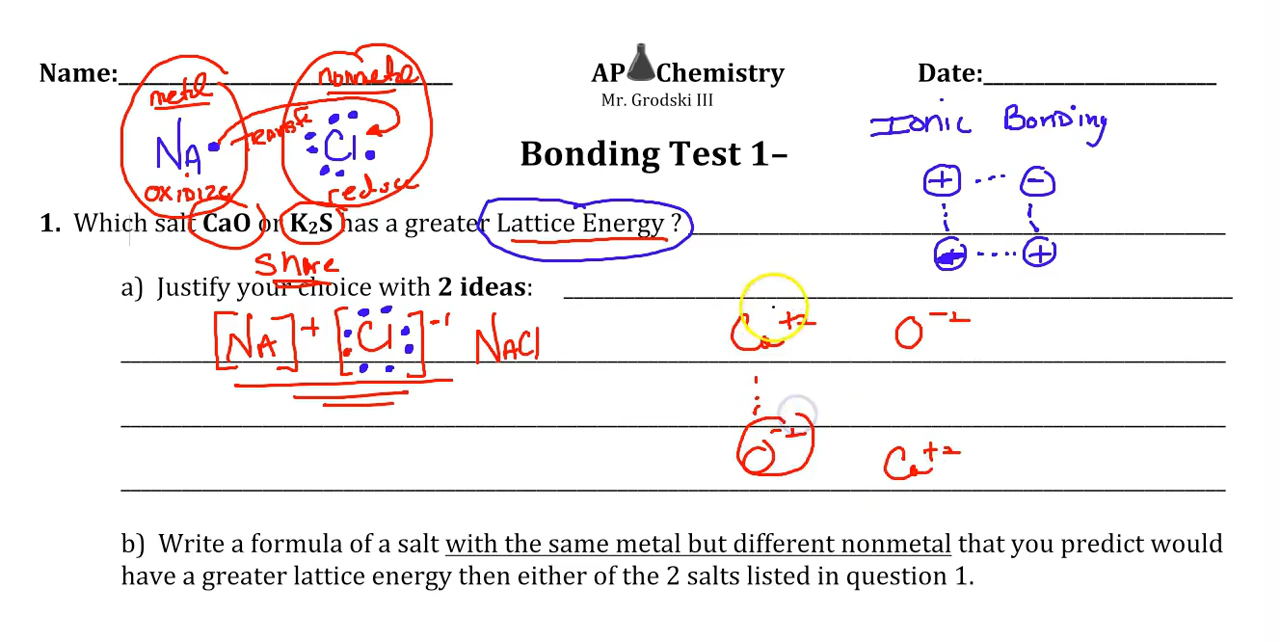 Name: AP Chemistry Date:
Mr. Grodski III
metal nonmetal
NA transfer Cl
OXIDIZE reduce
Ionic Bonding
+ ... −
+ .... +
Bonding Test 1–
1. Which salt CaO or K₂S has a greater Lattice Energy ?
share
a) Justify your choice with 2 ideas:
[NA]+ [Cl]-1 NACl Ca+2 O-2
O-2 Ca+2
b) Write a formula of a salt with the same metal but different nonmetal that you predict would
have a greater lattice energy then either of the 2 salts listed in question 1.